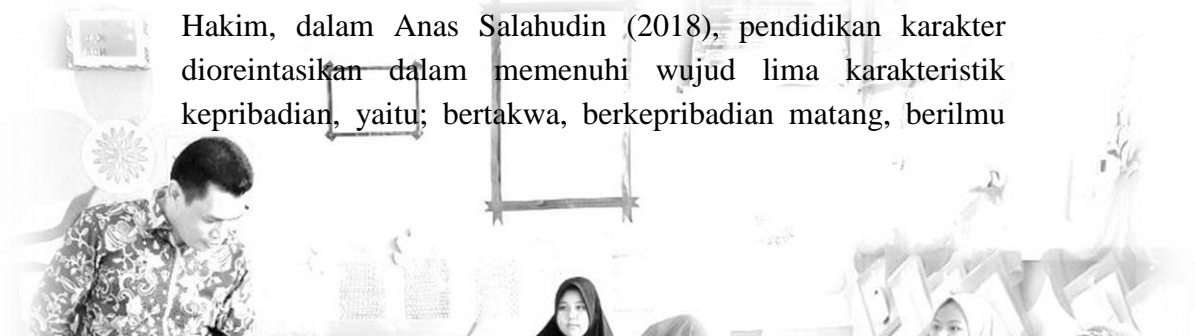 Hakim, dalam Anas Salahudin (2018), pendidikan karakter
dioreintasikan dalam memenuhi wujud lima karakteristik
kepribadian, yaitu; bertakwa, berkepribadian matang, berilmu